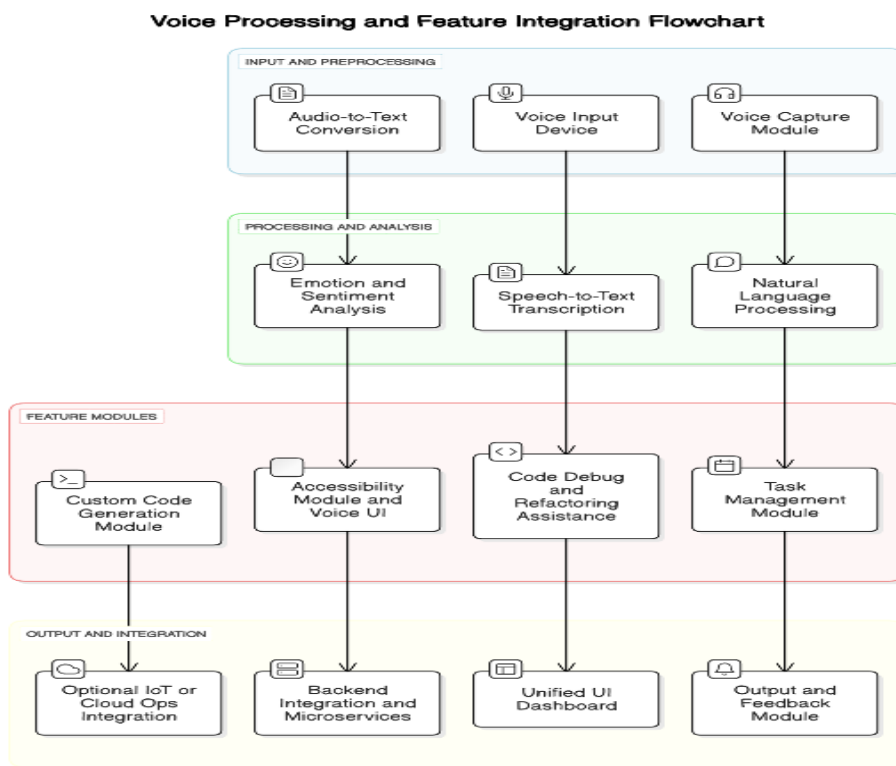 Voice Processing and Feature Integration Flowchart
INPUT AND PREPROCESSING
Audio-to-Text
Conversion
Voice Input
Device
Voice Capture
Module
PROCESSING AND ANALYSIS
Emotion and
Sentiment
Analysis
Speech-to-Text
Transcription
Natural
Language
Processing
FEATURE MODULES
Custom Code
Generation
Module
Accessibility
Module and
Voice UI
Code Debug
and
Refactoring
Assistance
Task
Management
Module
OUTPUT AND INTEGRATION
Optional IoT or
Cloud Ops
Integration
Backend
Integration and
Microservices
Unified UI
Dashboard
Output and
Feedback
Module